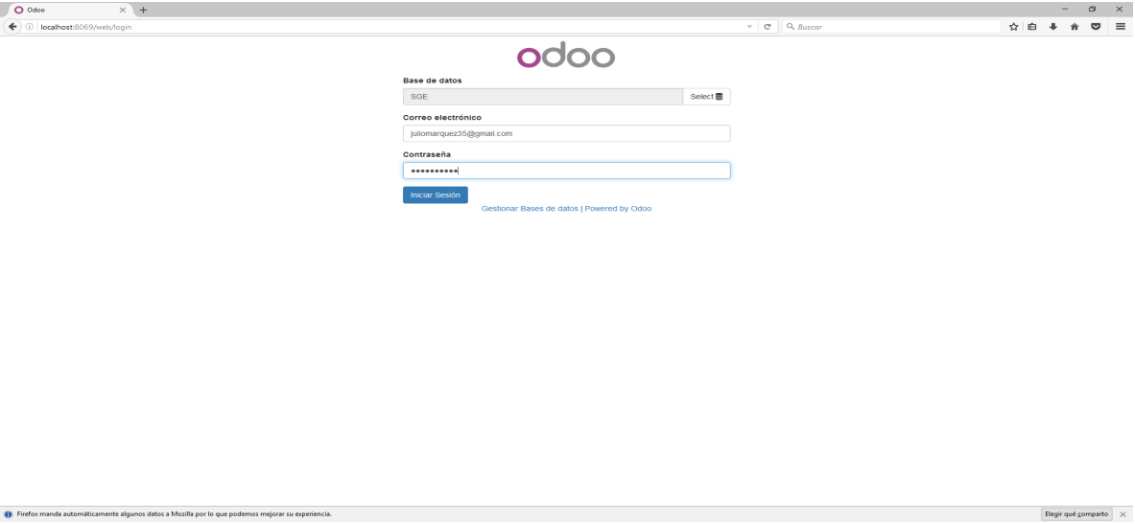 Odoo
localhost:8069/web/login
Buscar
odoo
Base de datos
SGE
Select
Correo electrónico
juliomarquez35@gmail.com
Contraseña
••••••••••
Iniciar Sesión
Gestionar Bases de datos | Powered by Odoo
Firefox manda automáticamente algunos datos a Mozilla por lo que podemos mejorar su experiencia.
Elegir qué comparto